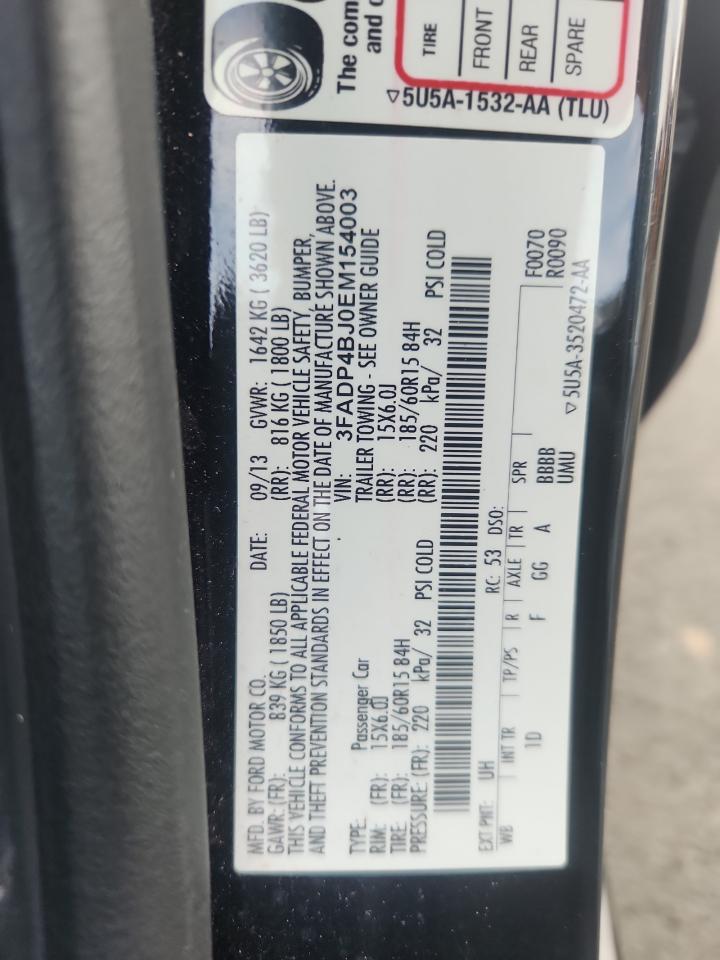 The com
and c
TIRE
FRONT
REAR
SPARE
5U5A-1532-AA (TLU)
MFD. BY FORD MOTOR CO. DATE: 09/13 GVWR: 1642 KG ( 3620 LB)
GAWR: (FR): 839 KG ( 1850 LB) (RR): 816 KG ( 1800 LB)
THIS VEHICLE CONFORMS TO ALL APPLICABLE FEDERAL MOTOR VEHICLE SAFETY, BUMPER,
AND THEFT PREVENTION STANDARDS IN EFFECT ON THE DATE OF MANUFACTURE SHOWN ABOVE.
VIN: 3FADP4BJ0EM154003
TYPE: Passenger Car TRAILER TOWING - SEE OWNER GUIDE
RIM: (FR): 15X6.0J (RR): 15X6.0J
TIRE: (FR): 185/60R15 84H (RR): 185/60R15 84H
PRESSURE: (FR): 220 kPa/ 32 PSI COLD (RR): 220 kPa/ 32 PSI COLD
EXT PNT: UH RC: 53 DSO: F0070
WB INT TR TP/PS R AXLE TR SPR R0090
1D F GG A BBBB
UMU
5U5A-3520472-AA